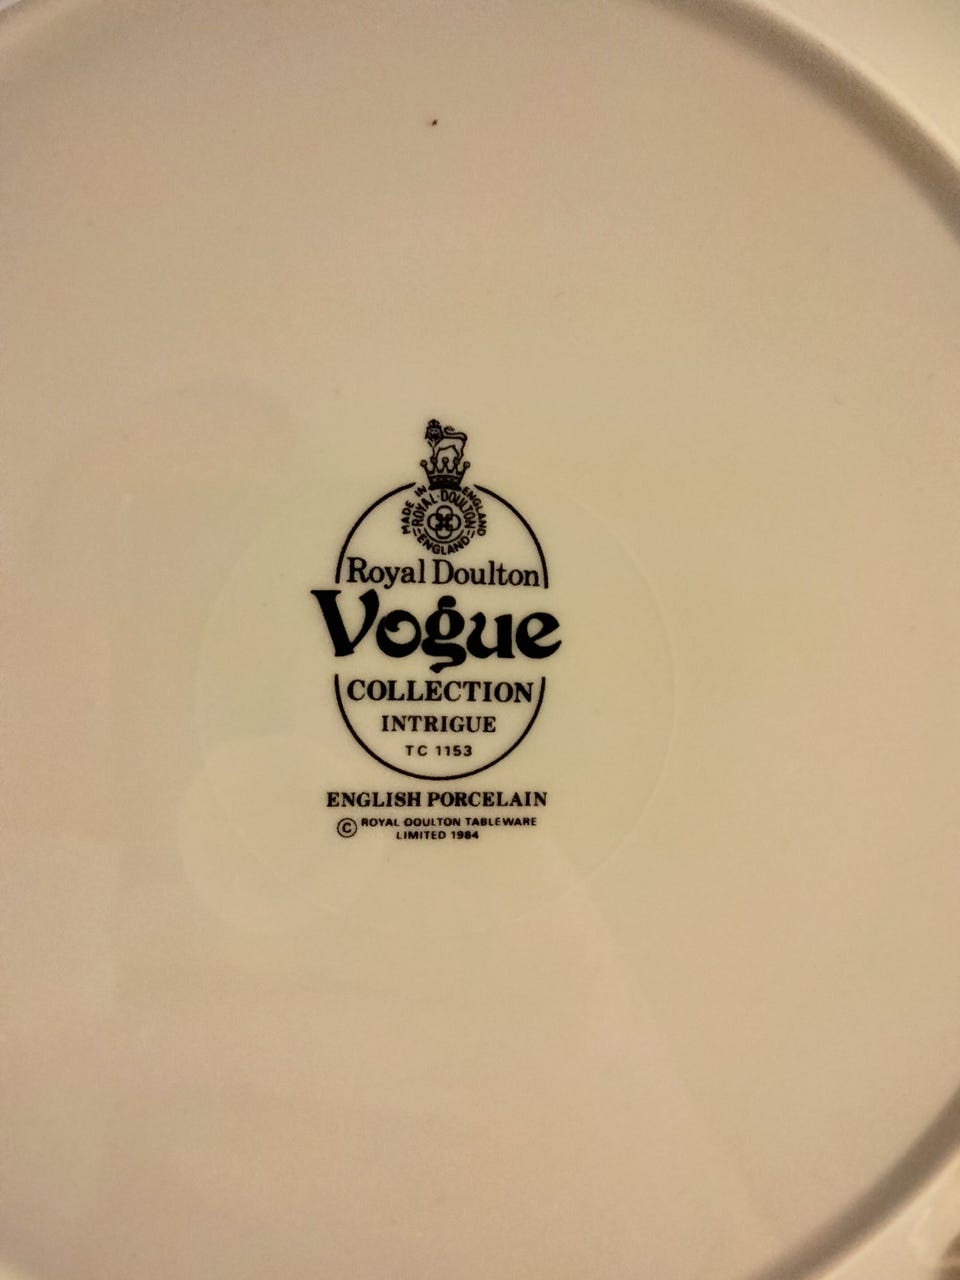 MADE IN ENGLAND
ROYAL · DOULTON
ENGLAND
Royal Doulton
Vogue
COLLECTION
INTRIGUE
TC 1153
ENGLISH PORCELAIN
© ROYAL DOULTON TABLEWARE
LIMITED 1984